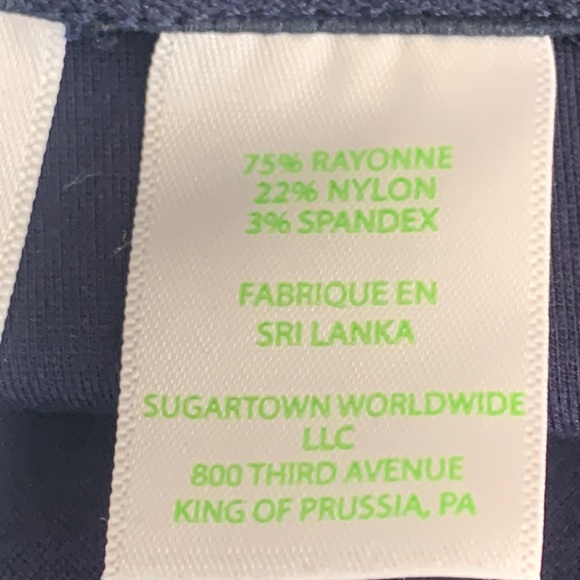 75% RAYONNE
22% NYLON
3% SPANDEX
FABRIQUE EN
SRI LANKA
SUGARTOWN WORLDWIDE
LLC
800 THIRD AVENUE
KING OF PRUSSIA, PA